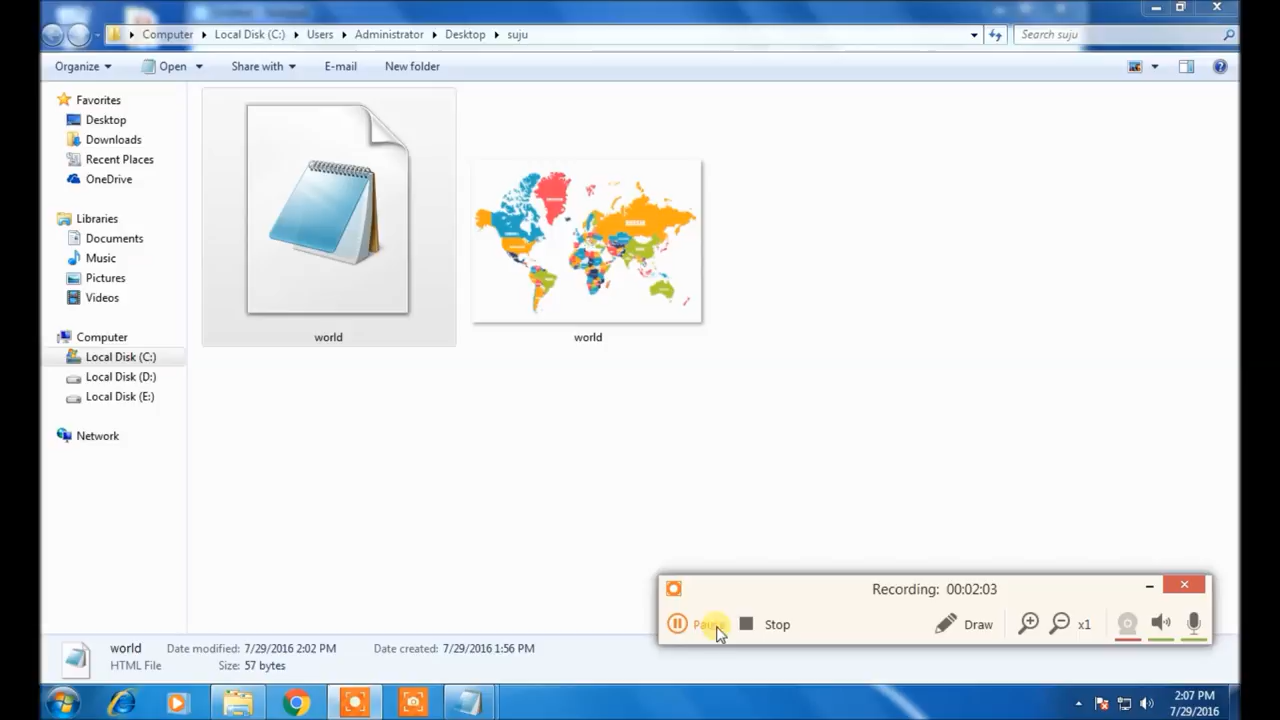 Computer Local Disk (C:) Users Administrator Desktop suju
Search suju
Organize Open Share with E-mail New folder
Favorites
Desktop
Downloads
Recent Places
OneDrive
Libraries
Documents
Music
Pictures
Videos
Computer
Local Disk (C:)
Local Disk (D:)
Local Disk (E:)
Network
world
world
Recording: 00:02:03
Stop
Draw
x1
world
Date modified: 7/29/2016 2:02 PM
Date created: 7/29/2016 1:56 PM
HTML File
Size: 57 bytes
2:07 PM
7/29/2016